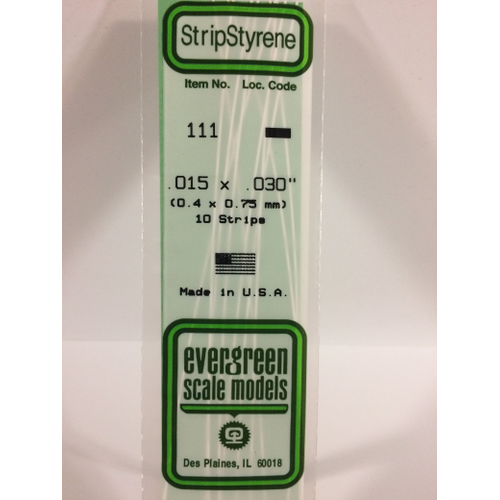 StripStyrene
Item No. Loc. Code
111
.015 x .030"
(0.4 x 0.75 mm)
10 Strips
Made in U.S.A.
evergreen
scale models
Des Plaines, IL 60018